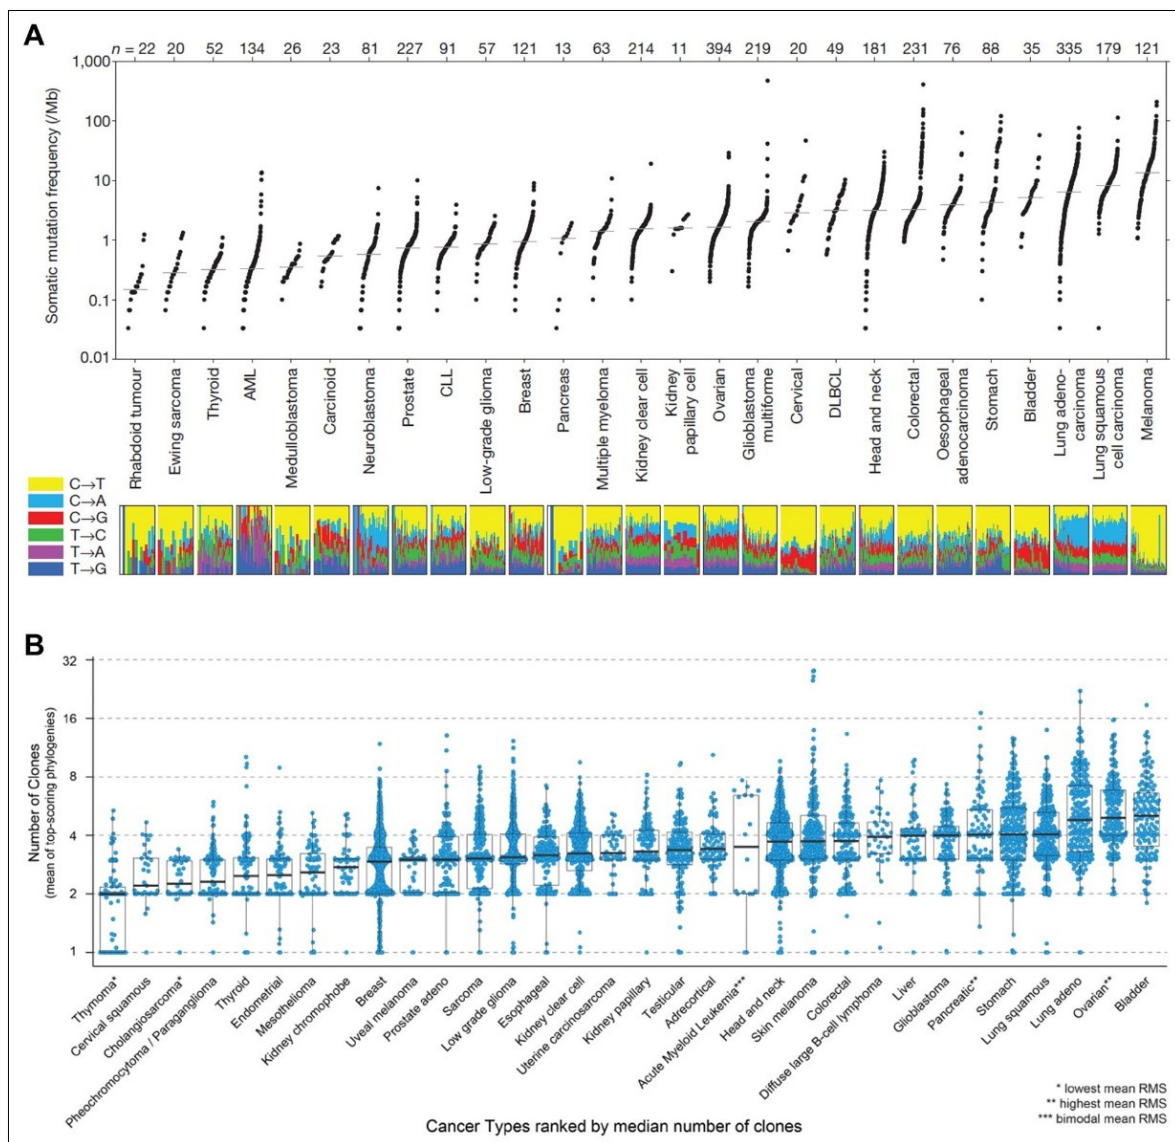 A
n = 22 20 52 134 26 23 81 227 91 57 121 13 63 214 11 394 219 20 49 181 231 76 88 35 335 179 121
Somatic mutation frequency (/Mb)
1,000
100
10
1
0.1
0.01
Rhabdoid tumour
Ewing sarcoma
Thyroid
AML
Medulloblastoma
Carcinoid
Neuroblastoma
Prostate
CLL
Low-grade glioma
Breast
Pancreas
Multiple myeloma
Kidney clear cell
Kidney
papillary cell
Ovarian
Glioblastoma
multiforme
Cervical
DLBCL
Head and neck
Colorectal
Oesophageal
adenocarcinoma
Stomach
Bladder
Lung adeno-
carcinoma
Lung squamous
cell carcinoma
Melanoma
C→T
C→A
C→G
T→C
T→A
T→G
B
Number of Clones
(mean of top-scoring phylogenies)
32
16
8
4
2
1
Thymoma*
Cervical squamous
Cholangiosarcoma*
Pheochromocytoma / Paraganglioma
Thyroid
Endometrial
Mesothelioma
Kidney chromophobe
Breast
Uveal melanoma
Prostate adeno
Sarcoma
Low grade glioma
Esophageal
Kidney clear cell
Uterine carcinosarcoma
Kidney papillary
Testicular
Adrecortical
Acute Myeloid Leukemia***
Head and neck
Skin melanoma
Colorectal
Diffuse large B-cell lymphoma
Liver
Glioblastoma
Pancreatic**
Stomach
Lung squamous
Lung adeno
Ovarian**
Bladder
* lowest mean RMS
** highest mean RMS
*** bimodal mean RMS
Cancer Types ranked by median number of clones